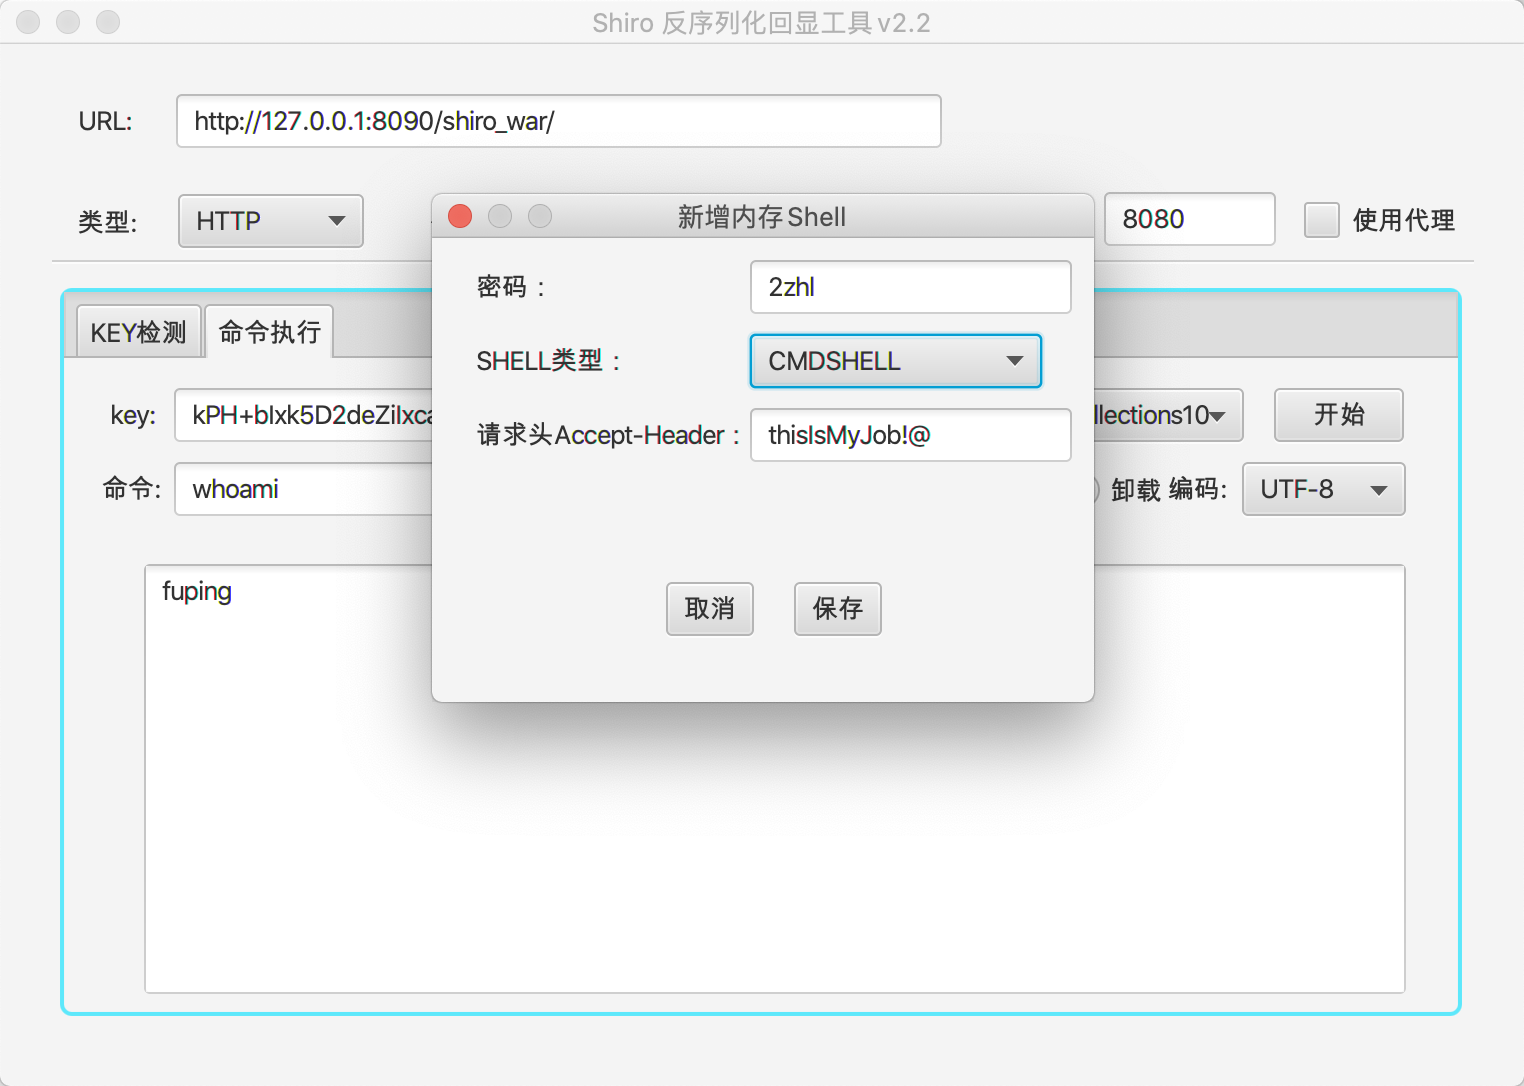 Shiro 反序列化回显工具v2.2
URL: http://127.0.0.1:8090/shiro_war/
类型: HTTP 8080 使用代理
新增内存Shell
密码： 2zhl
SHELL类型： CMDSHELL
请求头Accept-Header： thisIsMyJob!@
取消 保存
KEY检测 命令执行
key: kPH+bIxk5D2deZiIxc llections10 开始
命令: whoami 卸载 编码: UTF-8
fuping